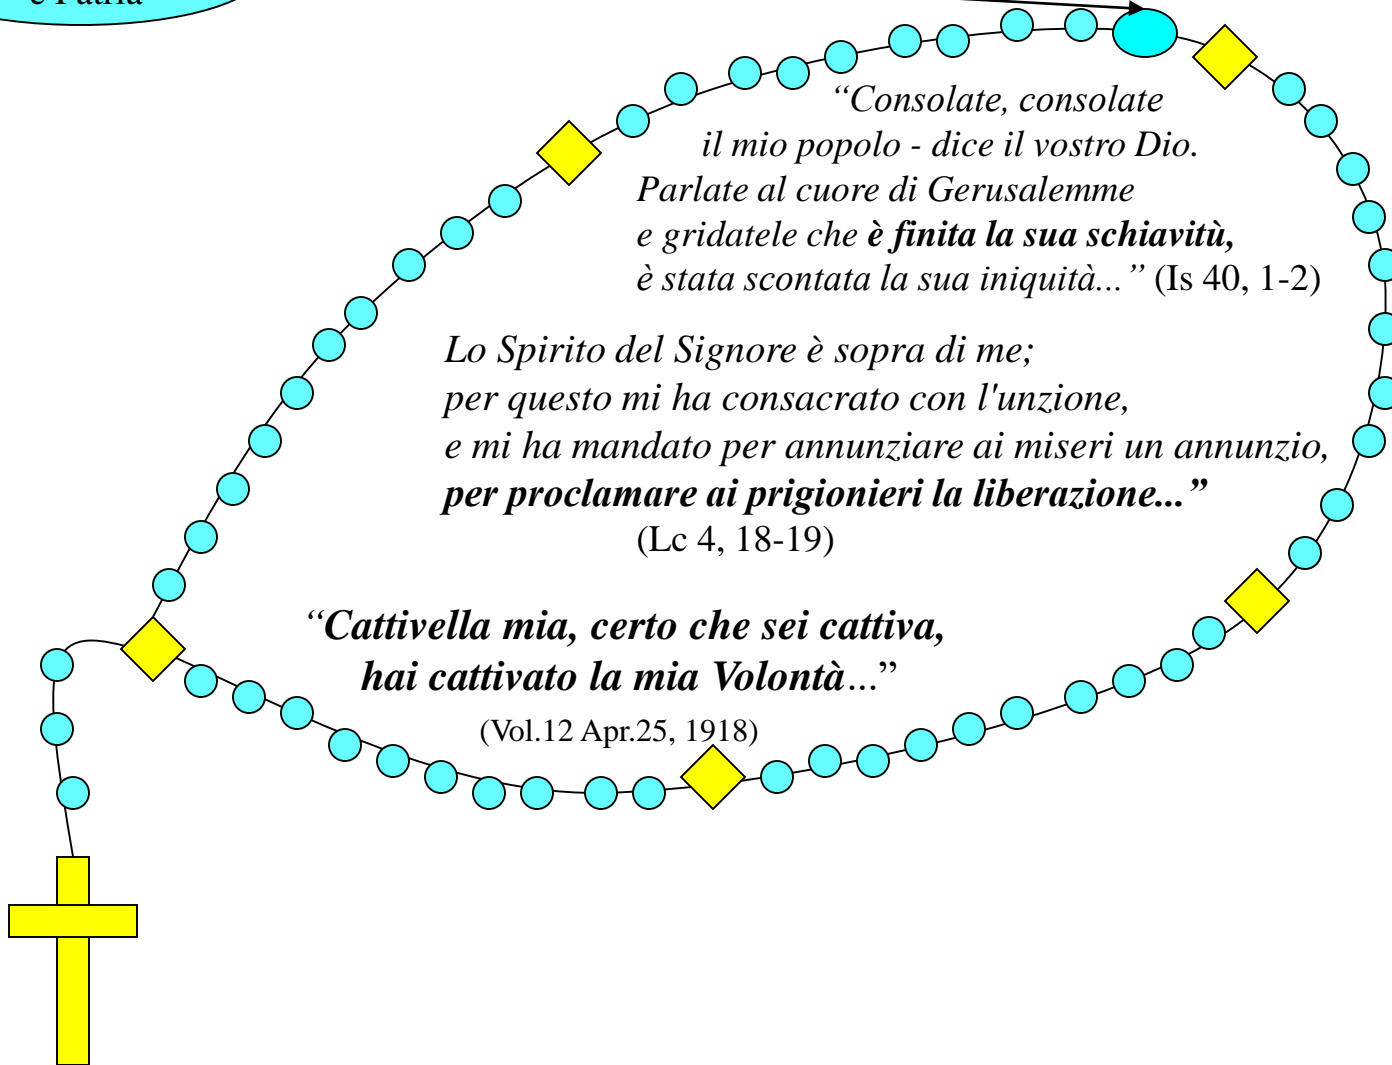 e Patria
“Consolate, consolate
il mio popolo - dice il vostro Dio.
Parlate al cuore di Gerusalemme
e gridatele che è finita la sua schiavitù,
è stata scontata la sua iniquità...” (Is 40, 1-2)
Lo Spirito del Signore è sopra di me;
per questo mi ha consacrato con l'unzione,
e mi ha mandato per annunziare ai miseri un annunzio,
per proclamare ai prigionieri la liberazione...”
(Lc 4, 18-19)
“Cattivella mia, certo che sei cattiva,
hai cattivato la mia Volontà...”
(Vol.12 Apr.25, 1918)